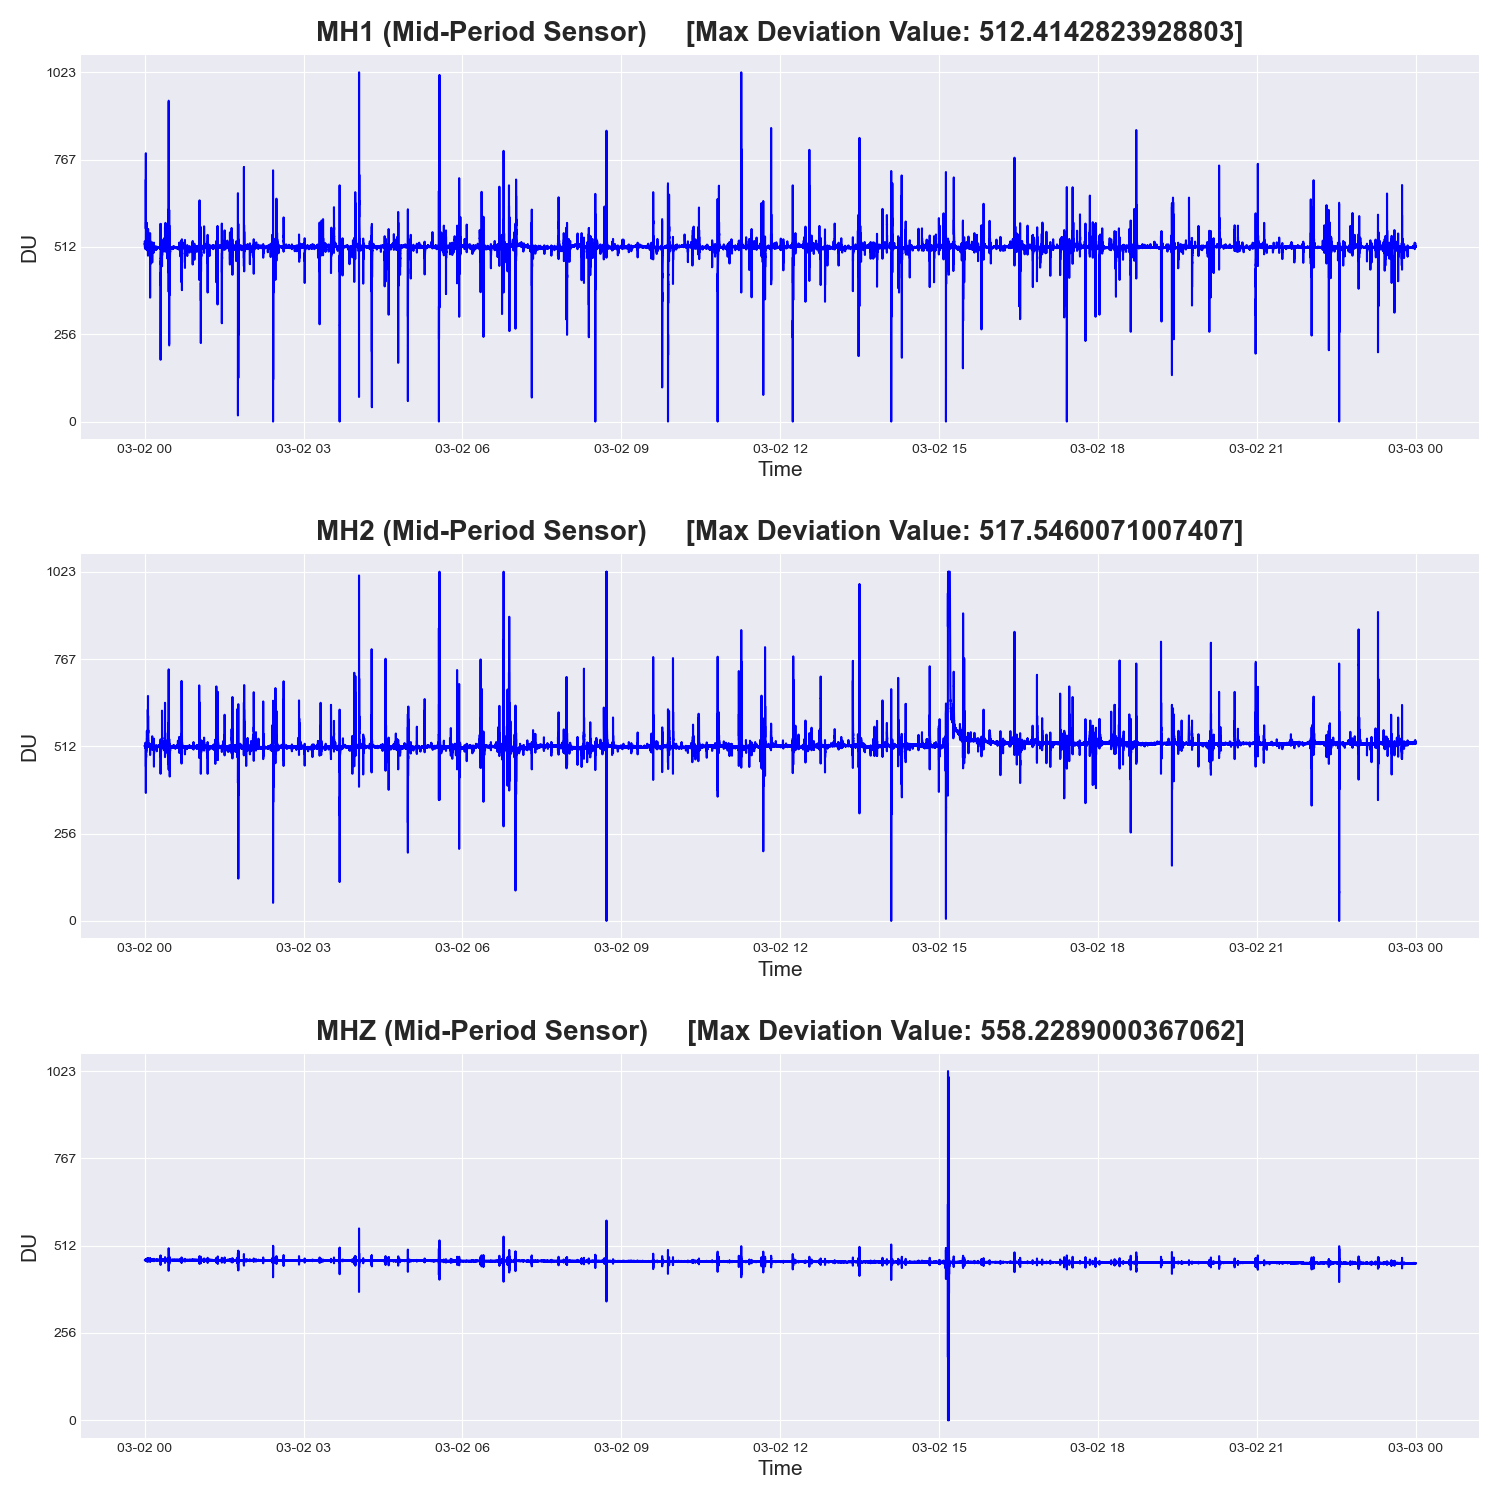 MH1 (Mid-Period Sensor) [Max Deviation Value: 512.4142823928803]
1023
767
512
256
0
DU
03-02 00 03-02 03 03-02 06 03-02 09 03-02 12 03-02 15 03-02 18 03-02 21 03-03 00
Time
MH2 (Mid-Period Sensor) [Max Deviation Value: 517.5460071007407]
1023
767
512
256
0
DU
03-02 00 03-02 03 03-02 06 03-02 09 03-02 12 03-02 15 03-02 18 03-02 21 03-03 00
Time
MHZ (Mid-Period Sensor) [Max Deviation Value: 558.2289000367062]
1023
767
512
256
0
DU
03-02 00 03-02 03 03-02 06 03-02 09 03-02 12 03-02 15 03-02 18 03-02 21 03-03 00
Time